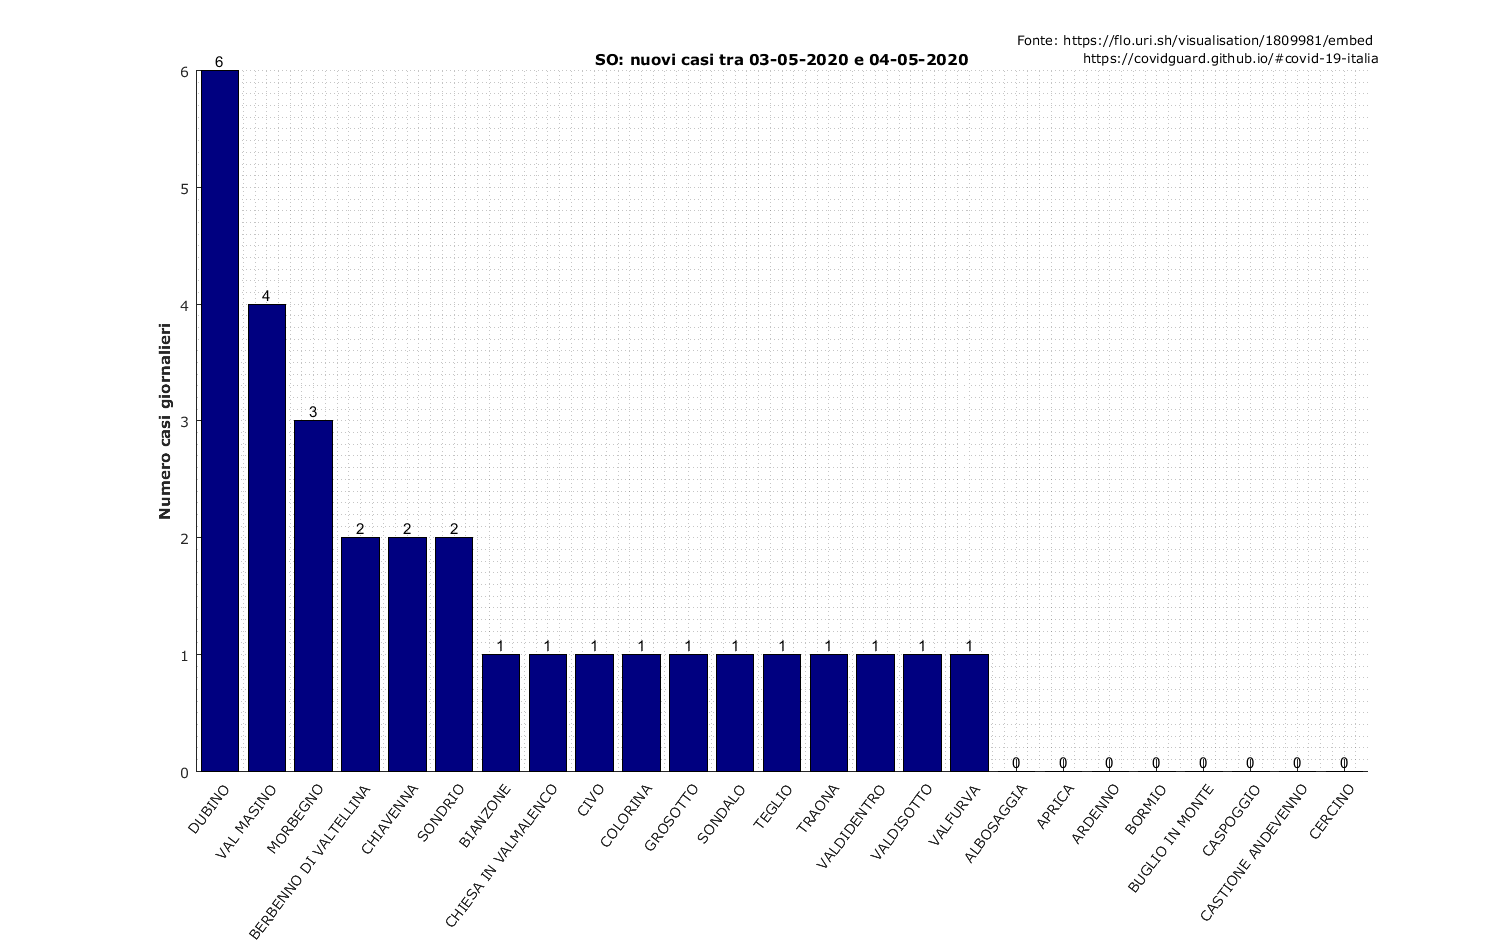 Fonte: https://flo.uri.sh/visualisation/1809981/embed
SO: nuovi casi tra 03-05-2020 e 04-05-2020
https://covidguard.github.io/#covid-19-italia
Numero casi giornalieri
6
5
4
3
2
1
0
6
4
3
2
2
2
1
1
1
1
1
1
1
1
1
1
1
0
0
0
0
0
0
0
0
DUBINO
VAL MASINO
MORBEGNO
BERBENNO DI VALTELLINA
CHIAVENNA
SONDRIO
BIANZONE
CHIESA IN VALMALENCO
CIVO
COLORINA
GROSOTTO
SONDALO
TEGLIO
TRAONA
VALDIDENTRO
VALDISOTTO
VALFURVA
ALBOSAGGIA
APRICA
ARDENNO
BORMIO
BUGLIO IN MONTE
CASPOGGIO
CASTIONE ANDEVENNO
CERCINO